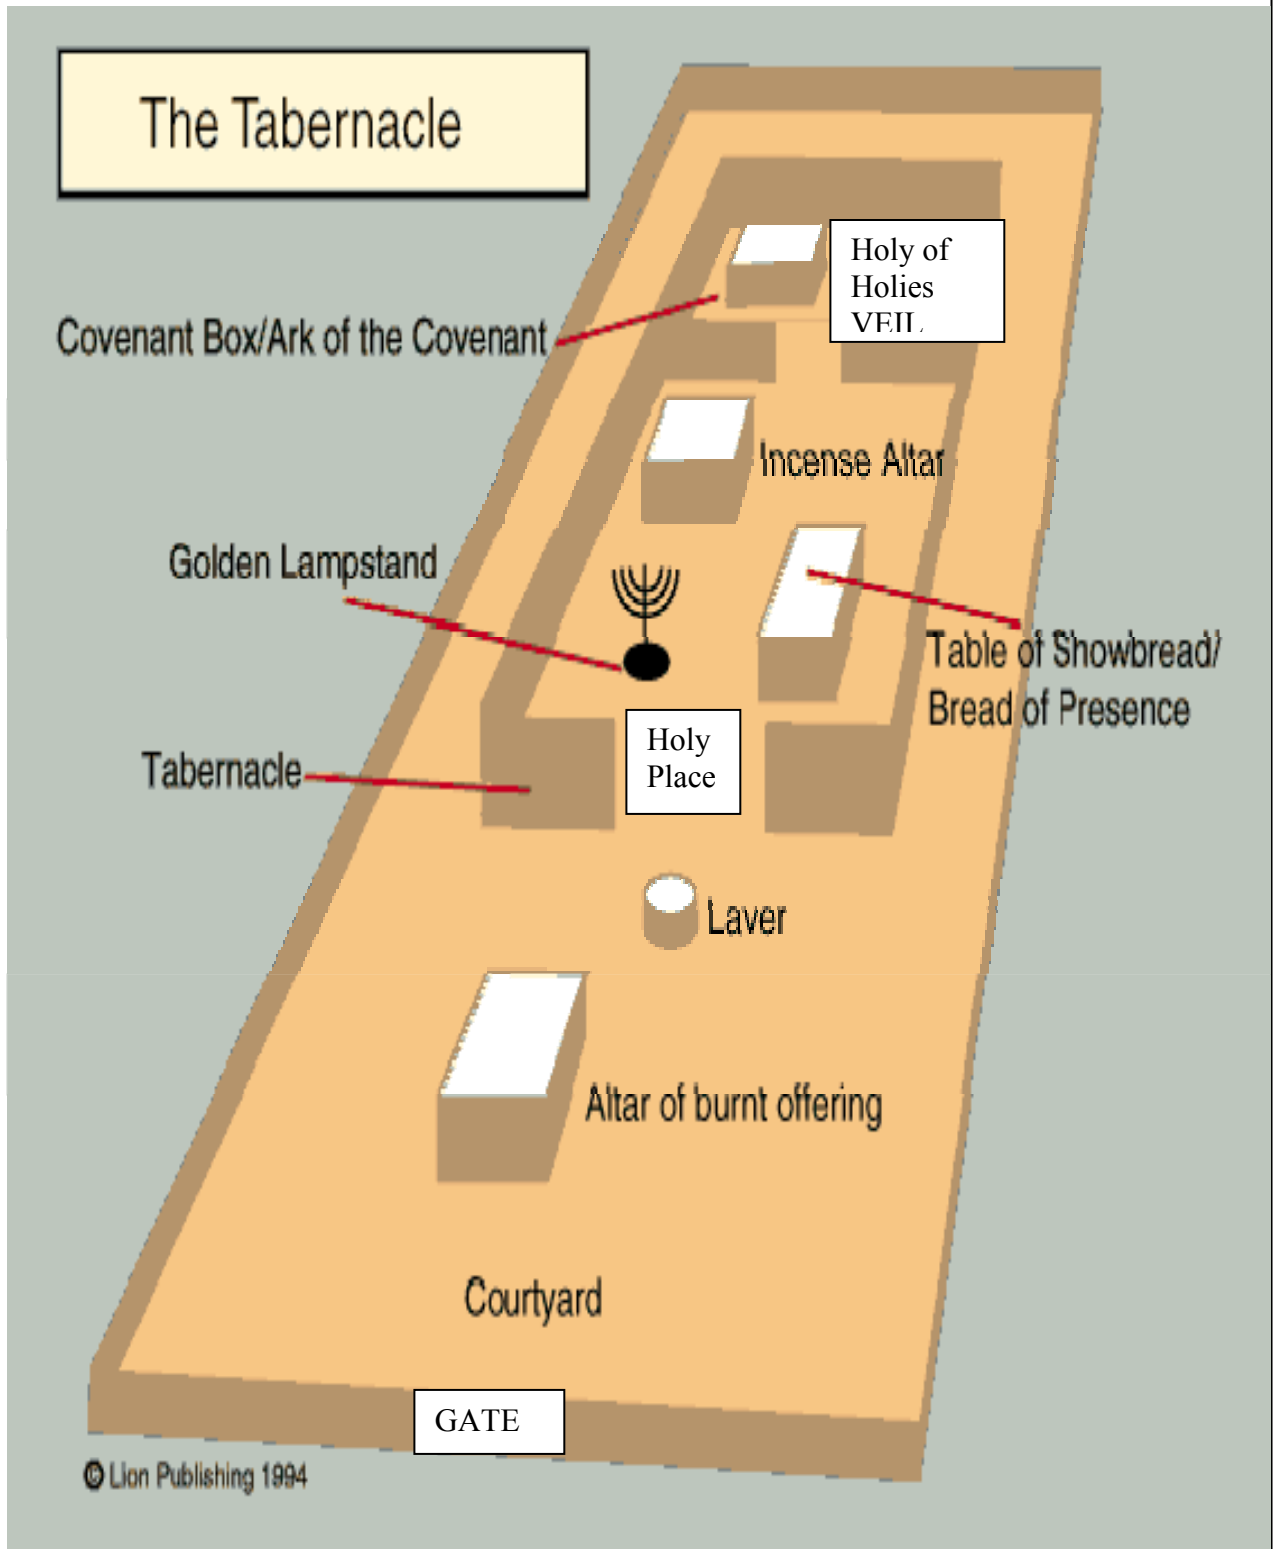 The Tabernacle
Holy of
Holies
VEIL
Covenant Box/Ark of the Covenant
Incense Altar
Golden Lampstand
Table of Showbread/
Bread of Presence
Holy
Place
Tabernacle
Laver
Altar of burnt offering
Courtyard
GATE
© Lion Publishing 1994